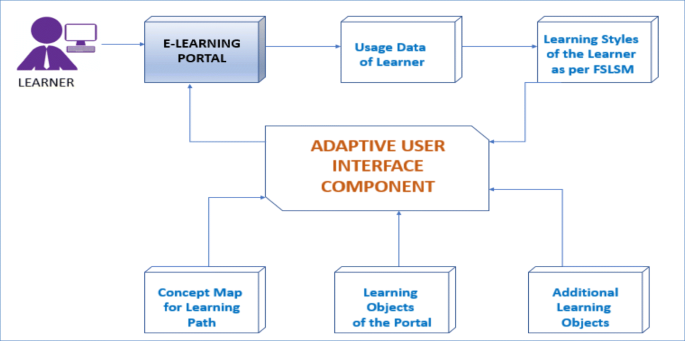 LEARNER
E-LEARNING
PORTAL
Usage Data
of Learner
Learning Styles
of the Learner
as per FSLSM
ADAPTIVE USER
INTERFACE
COMPONENT
Concept Map
for Learning
Path
Learning
Objects
of the Portal
Additional
Learning
Objects